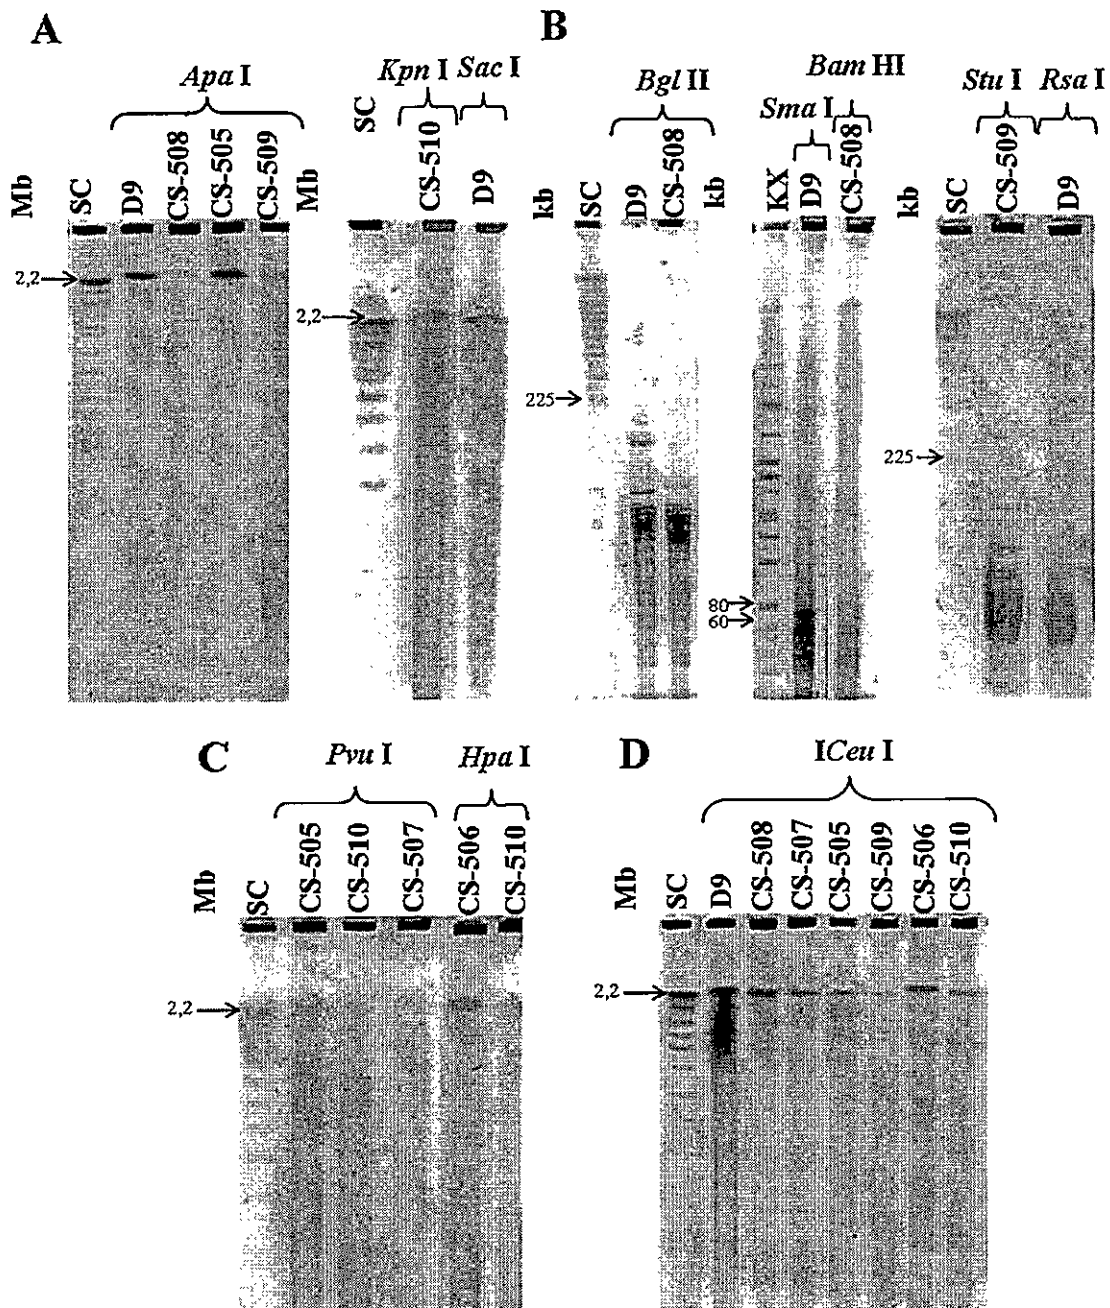 A
B
Apa I
Kpn I Sac I
Bgl II
Bam HI
Sma I
Stu I Rsa I
Mb
SC
D9
CS-508
CS-505
CS-509
Mb
SC
CS-510
D9
kb
SC
D9
CS-508
kb
KX
D9
CS-508
kb
SC
CS-509
D9
2,2
2,2
225
225
80
60
C
Pvu I
Hpa I
D
ICeu I
Mb
SC
CS-505
CS-510
CS-507
CS-506
CS-510
Mb
SC
D9
CS-508
CS-507
CS-505
CS-509
CS-506
CS-510
2,2
2,2